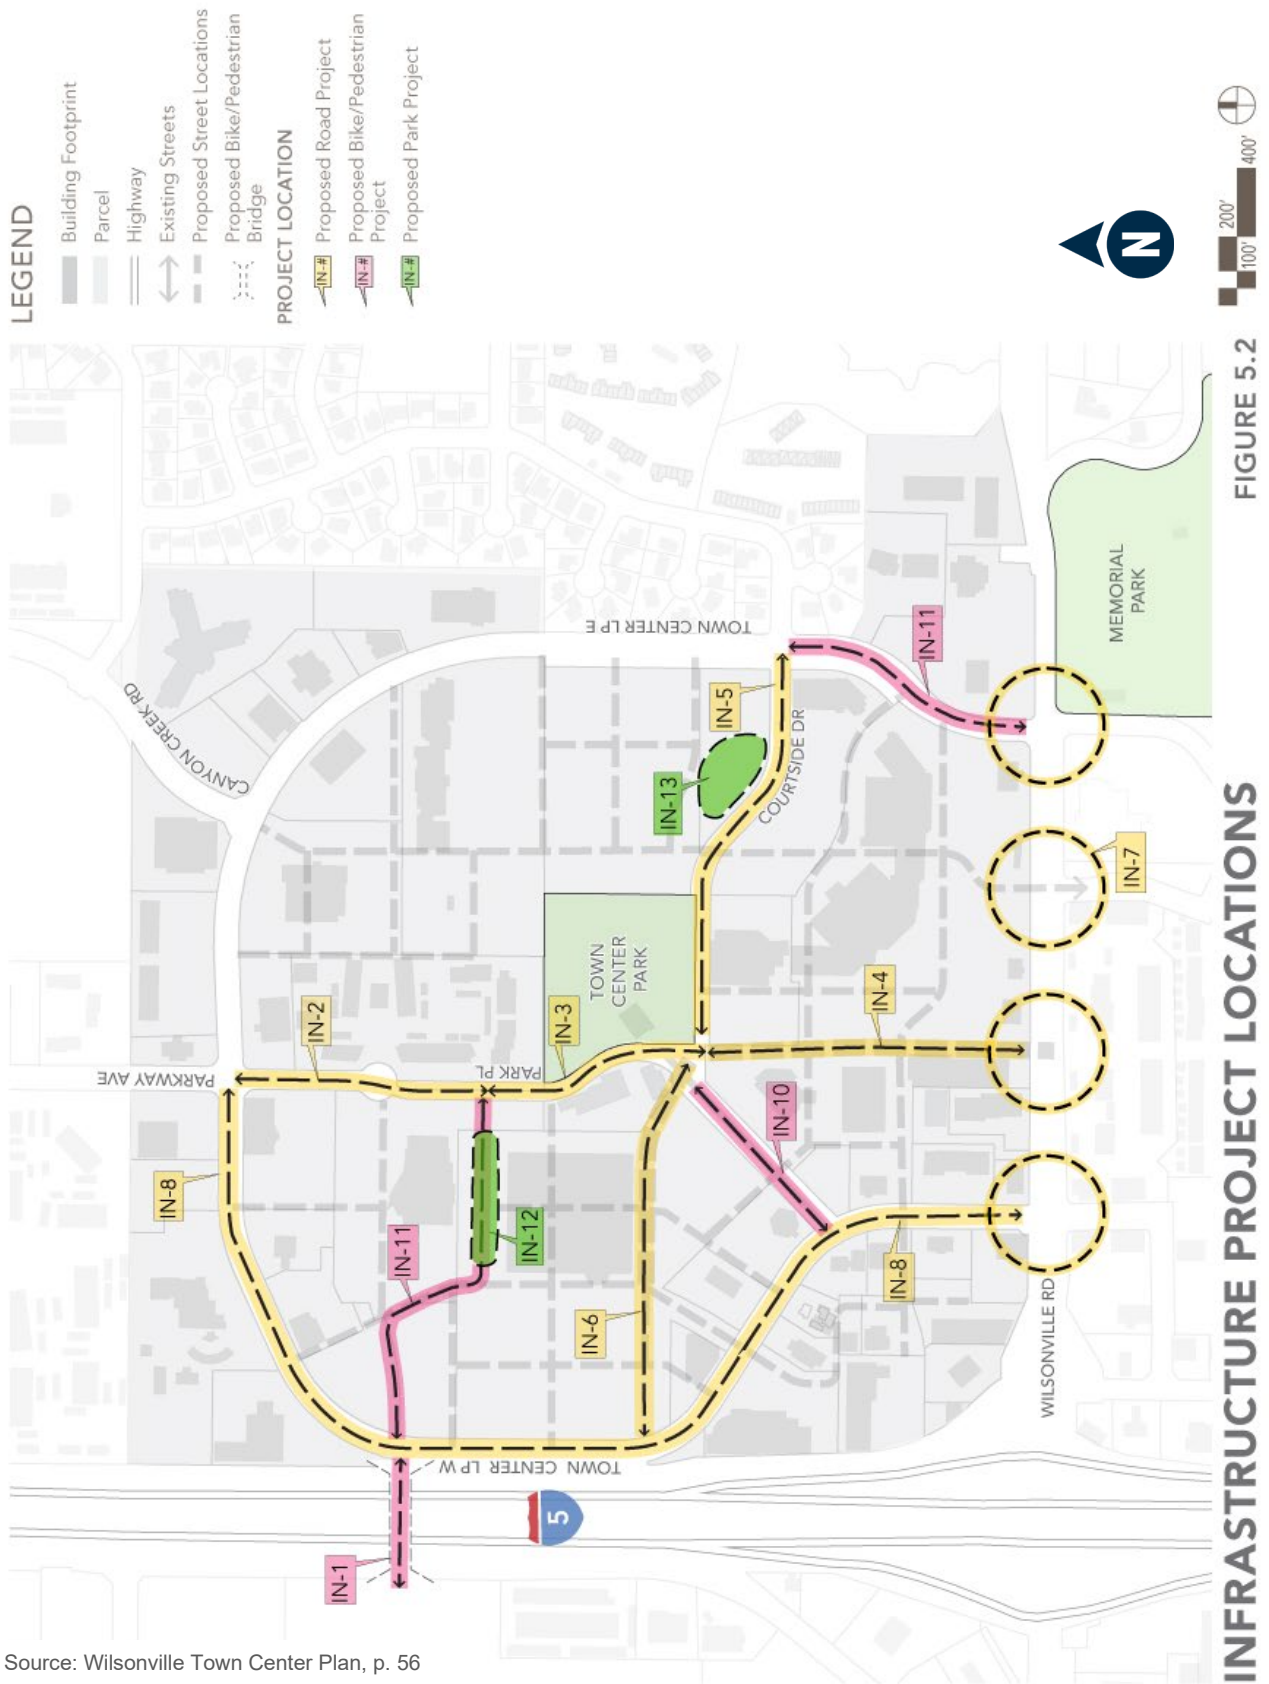 LEGEND
Building Footprint
Parcel
Highway
Existing Streets
Proposed Street Locations
Proposed Bike/Pedestrian
Bridge
PROJECT LOCATION
IN-# Proposed Road Project
IN-# Proposed Bike/Pedestrian
Project
IN-# Proposed Park Project
N
100' 200' 400'
CANYON CREEK RD
PARKWAY AVE
TOWN CENTER LP E
TOWN CENTER LP W
PARK PL
COURTSIDE DR
WILSONVILLE RD
TOWN
CENTER
PARK
MEMORIAL
PARK
5
IN-1
IN-2
IN-3
IN-4
IN-5
IN-6
IN-7
IN-8
IN-8
IN-10
IN-11
IN-11
IN-12
IN-13
INFRASTRUCTURE PROJECT LOCATIONS
FIGURE 5.2
Source: Wilsonville Town Center Plan, p. 56